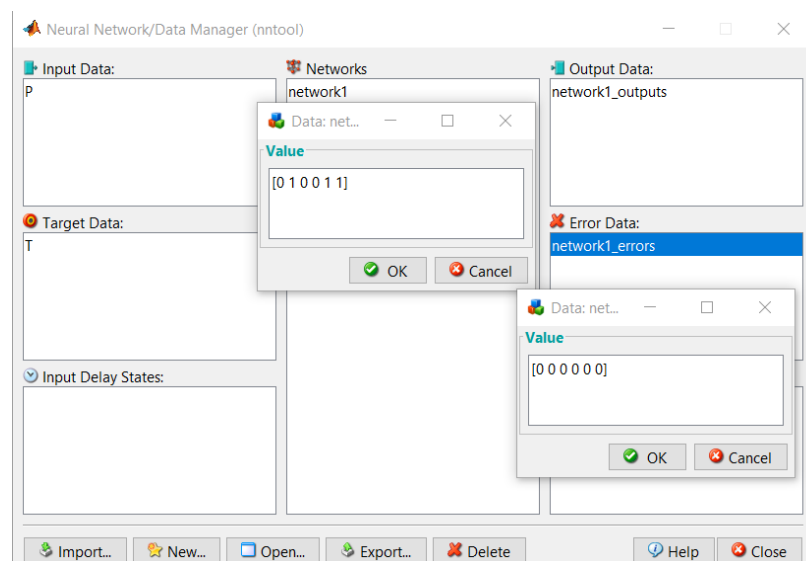 Neural Network/Data Manager (nntool)
Input Data:
P
Networks
network1
Output Data:
network1_outputs
Data: net...
Value
[0 1 0 0 1 1]
OK
Cancel
Target Data:
T
Error Data:
network1_errors
Data: net...
Value
[0 0 0 0 0 0]
OK
Cancel
Input Delay States:
Import...
New...
Open...
Export...
Delete
Help
Close